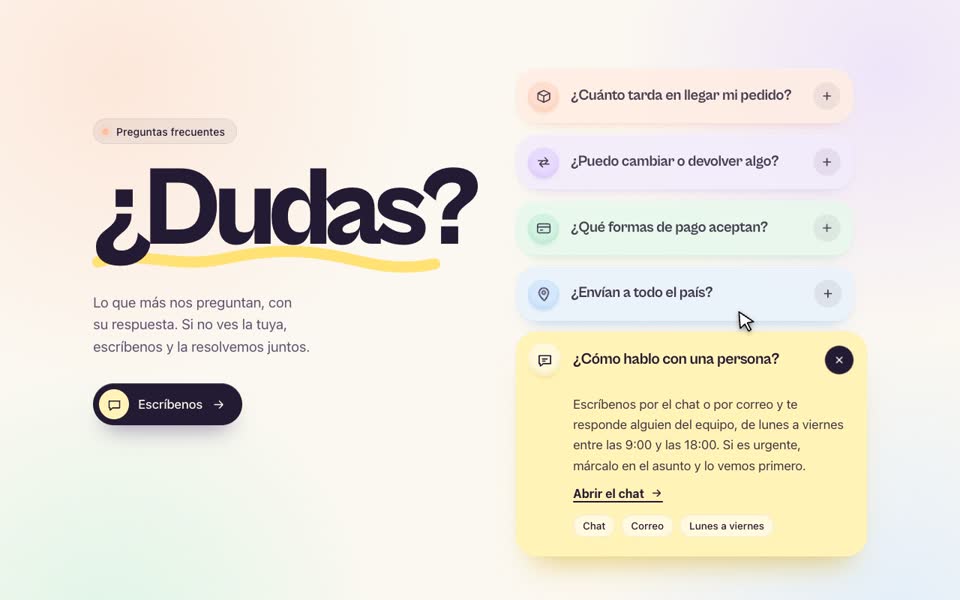 Preguntas frecuentes
¿Dudas?
Lo que más nos preguntan, con
su respuesta. Si no ves la tuya,
escríbenos y la resolvemos juntos.
Escríbenos →
¿Cuánto tarda en llegar mi pedido?
¿Puedo cambiar o devolver algo?
¿Qué formas de pago aceptan?
¿Envían a todo el país?
¿Cómo hablo con una persona?
Escríbenos por el chat o por correo y te
responde alguien del equipo, de lunes a viernes
entre las 9:00 y las 18:00. Si es urgente,
márcalo en el asunto y lo vemos primero.
Abrir el chat →
Chat
Correo
Lunes a viernes